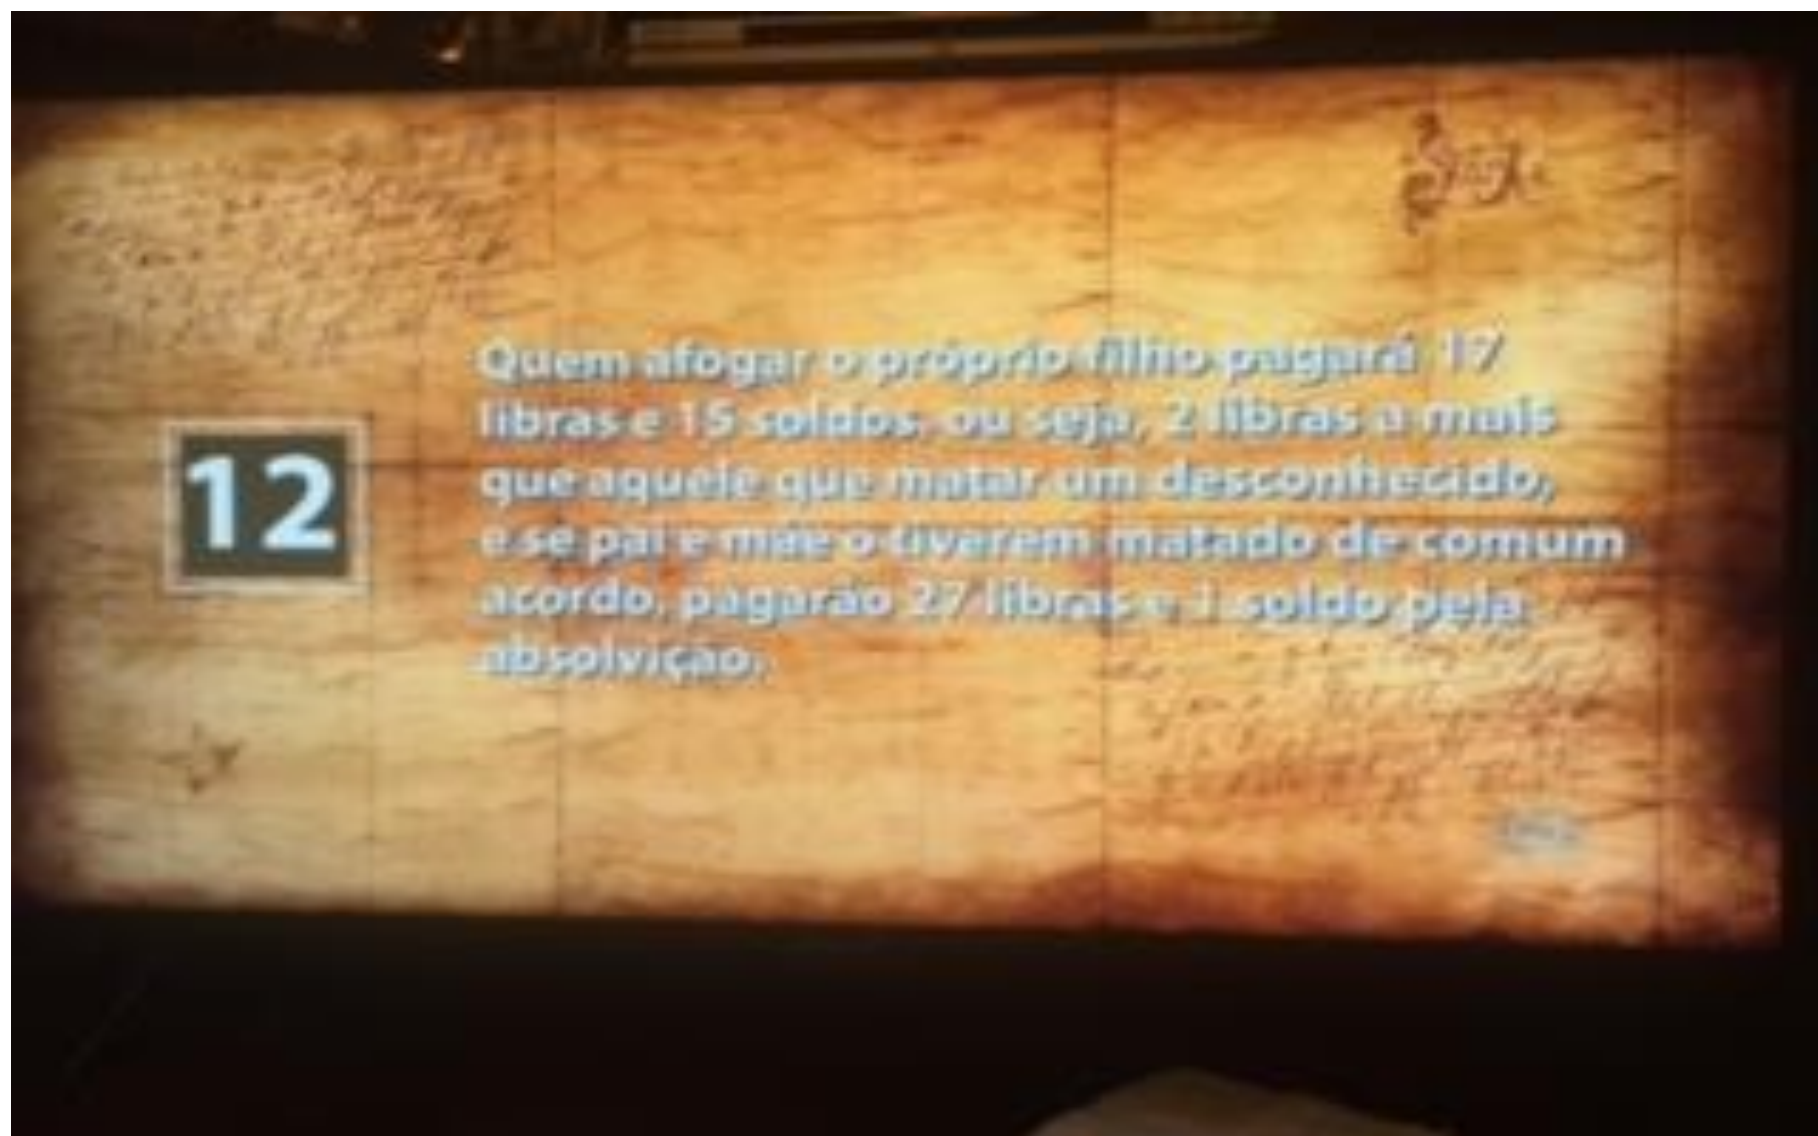 12
Quem afogar o próprio filho pagará 17
libras e 15 soldos, ou seja, 2 libras a mais
que aquele que matar um desconhecido,
e se pai e mãe o tiverem matado de comum
acordo, pagarão 27 libras e 1 soldo pela
absolvição.